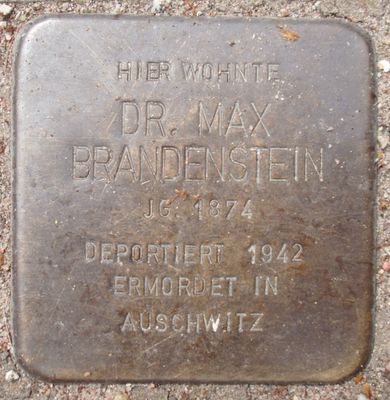 HIER WOHNTE
DR. MAX
BRANDENSTEIN
JG. 1874
DEPORTIERT 1942
ERMORDET IN
AUSCHWITZ